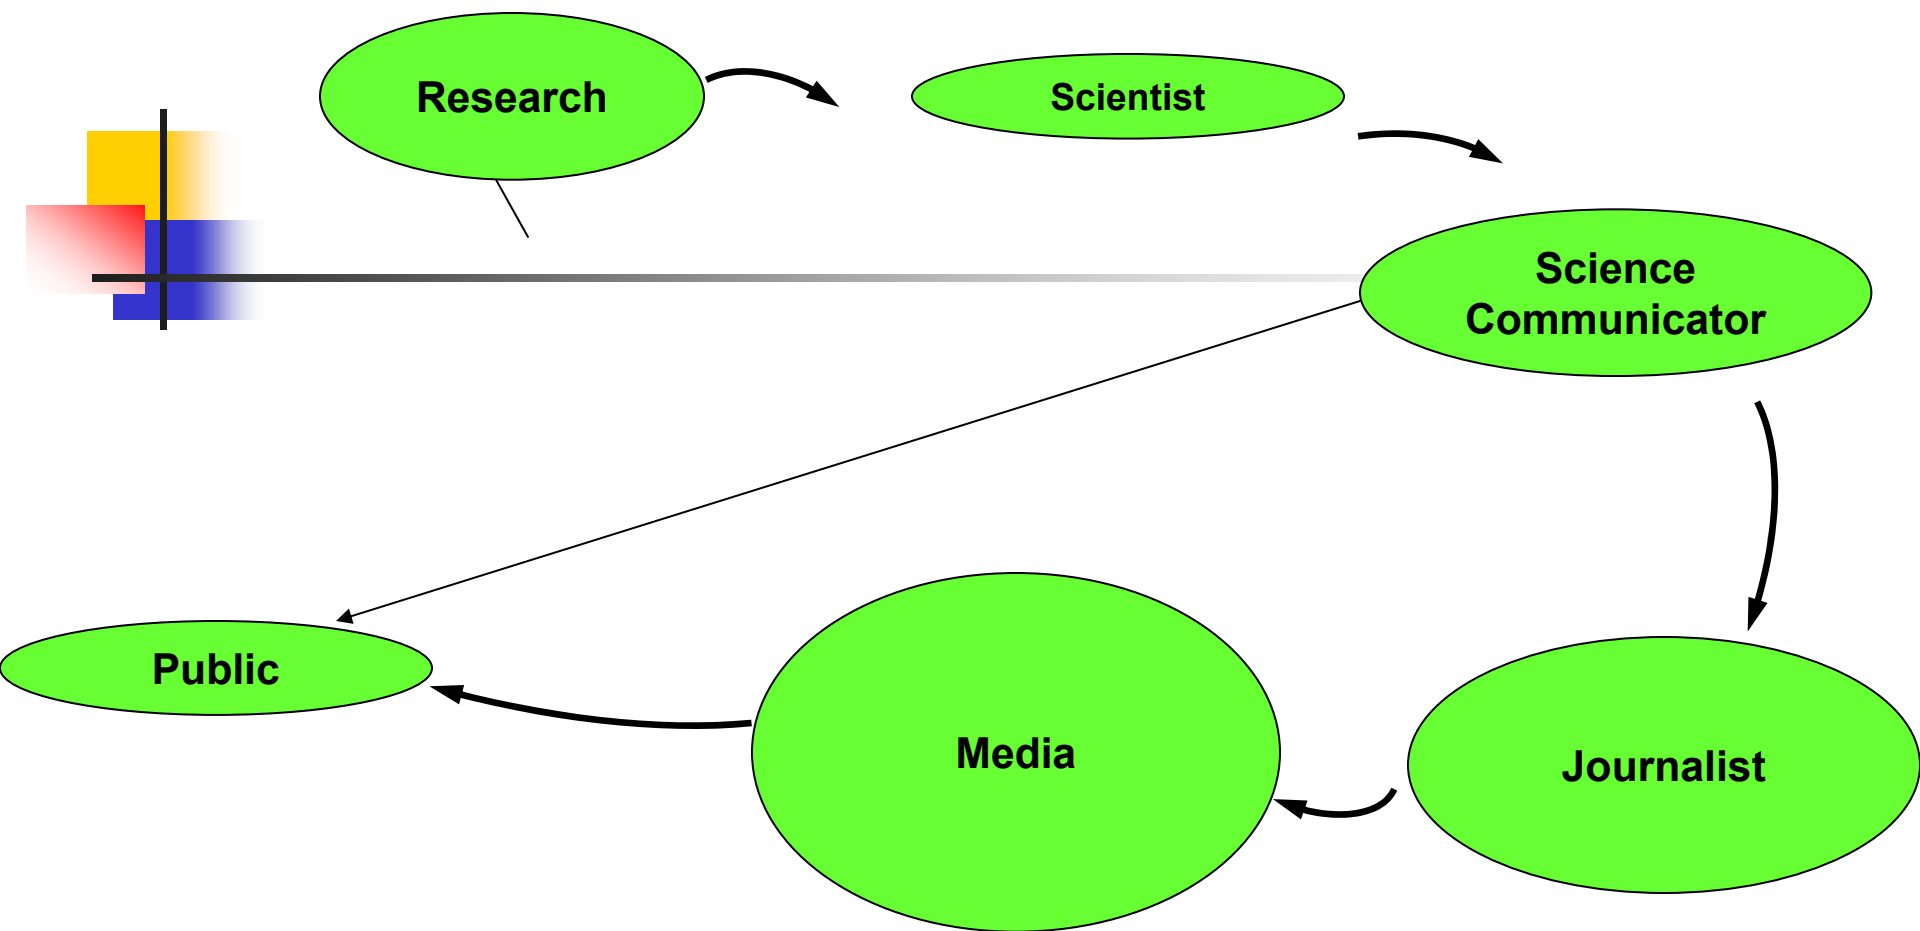 Research
Scientist
Science
Communicator
Journalist
Media
Public